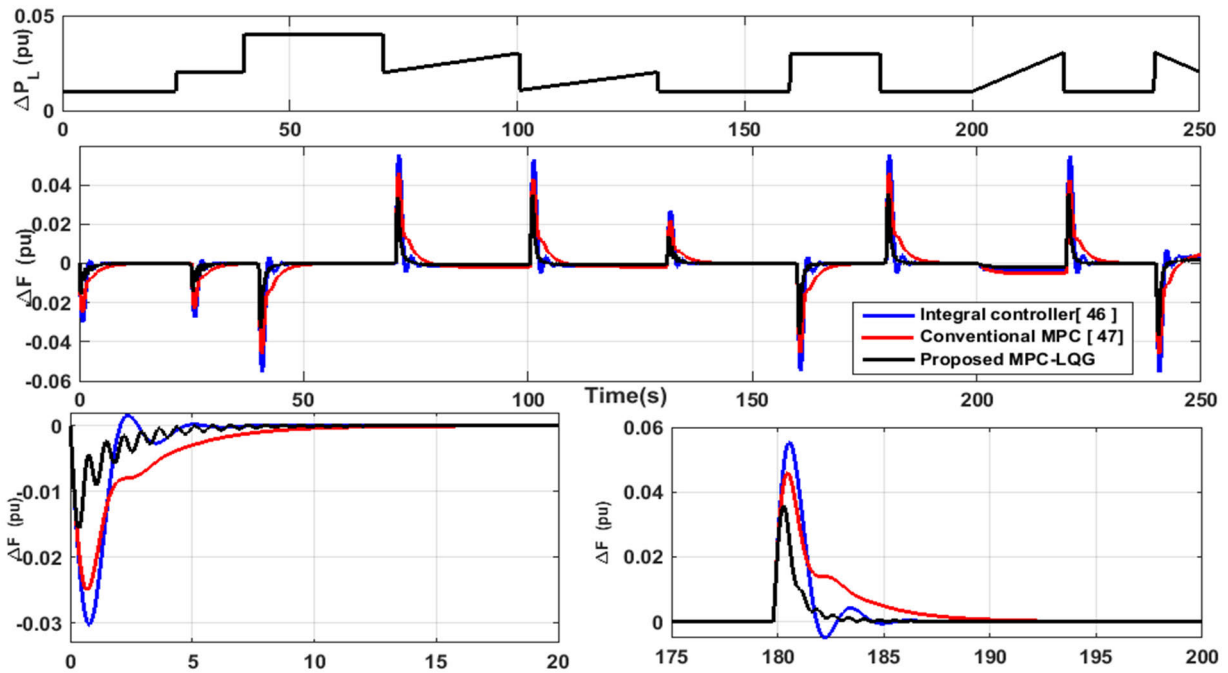 0.05
0
ΔP_L (pu)
0 50 100 150 200 250
0.04
0.02
0
-0.02
-0.04
-0.06
ΔF (pu)
Integral controller[ 46 ]
Conventional MPC [ 47]
Proposed MPC-LQG
0 50 100 150 200 250
Time(s)
0
-0.01
-0.02
-0.03
ΔF (pu)
0 5 10 15 20
0.06
0.04
0.02
0
ΔF (pu)
175 180 185 190 195 200